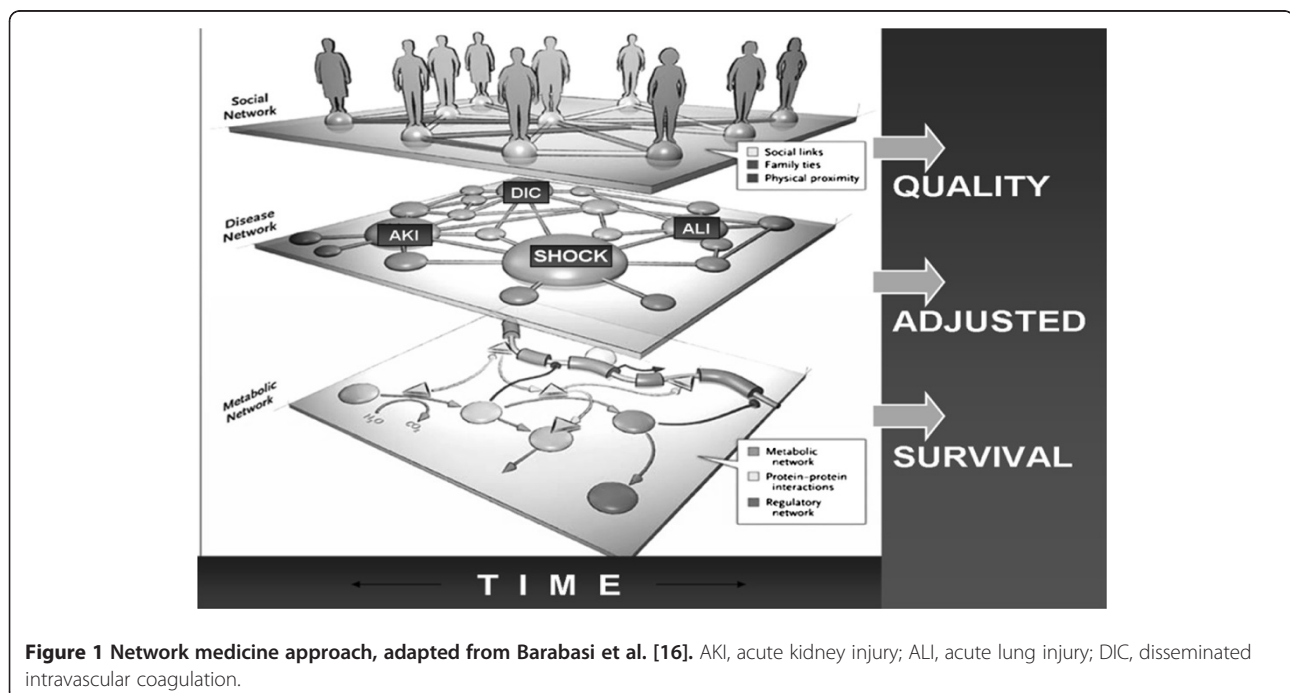 Social
Network
Social links
Family ties
Physical proximity
QUALITY
Disease
Network
DIC
AKI
ALI
SHOCK
ADJUSTED
Metabolic
Network
H₂O
CO₂
Metabolic
network
Protein–protein
interactions
Regulatory
network
SURVIVAL
TIME
Figure 1 Network medicine approach, adapted from Barabasi et al. [16]. AKI, acute kidney injury; ALI, acute lung injury; DIC, disseminated
intravascular coagulation.